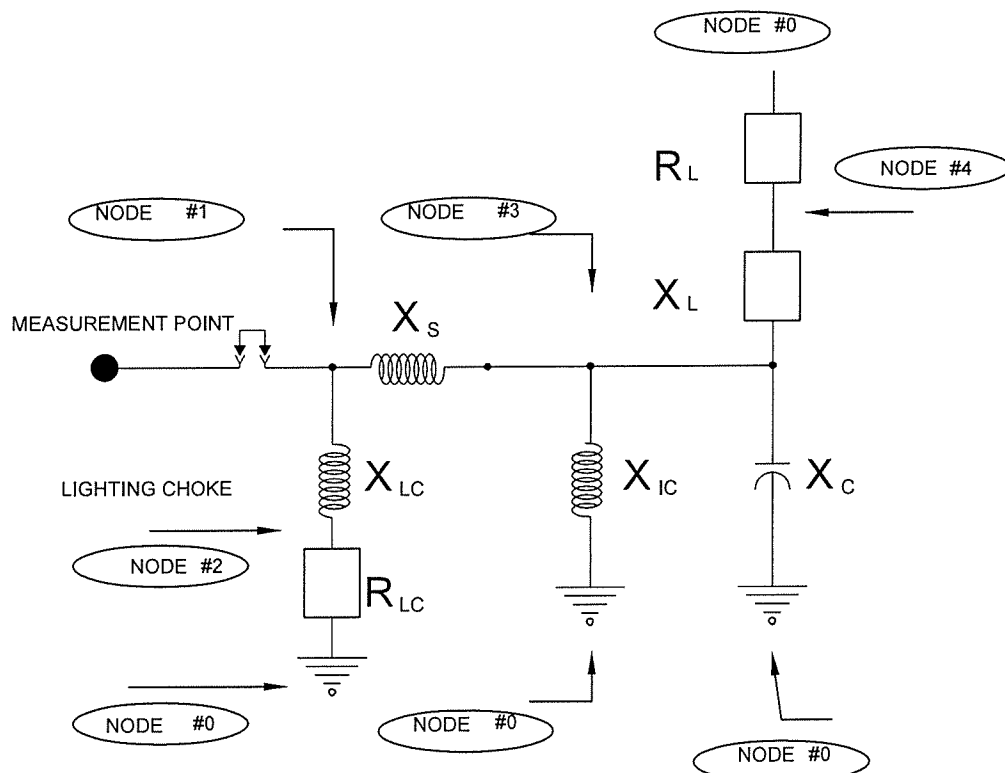 NODE #0
R L
NODE #4
NODE #1
NODE #3
X L
MEASUREMENT POINT
X S
X LC
X IC
X C
LIGHTING CHOKE
NODE #2
R LC
NODE #0
NODE #0
NODE #0